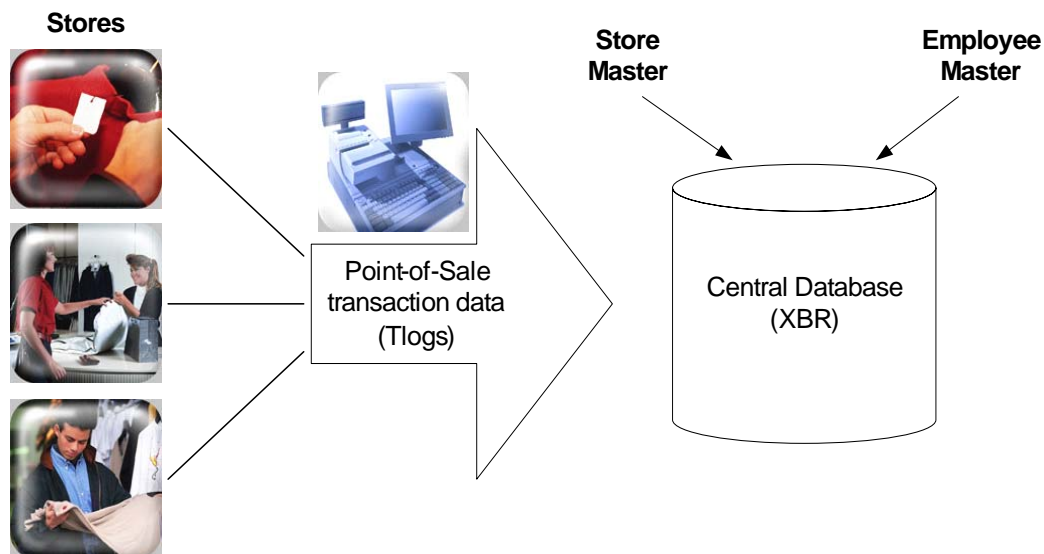 Stores
Store
Master
Employee
Master
Point-of-Sale
transaction data
(Tlogs)
Central Database
(XBR)